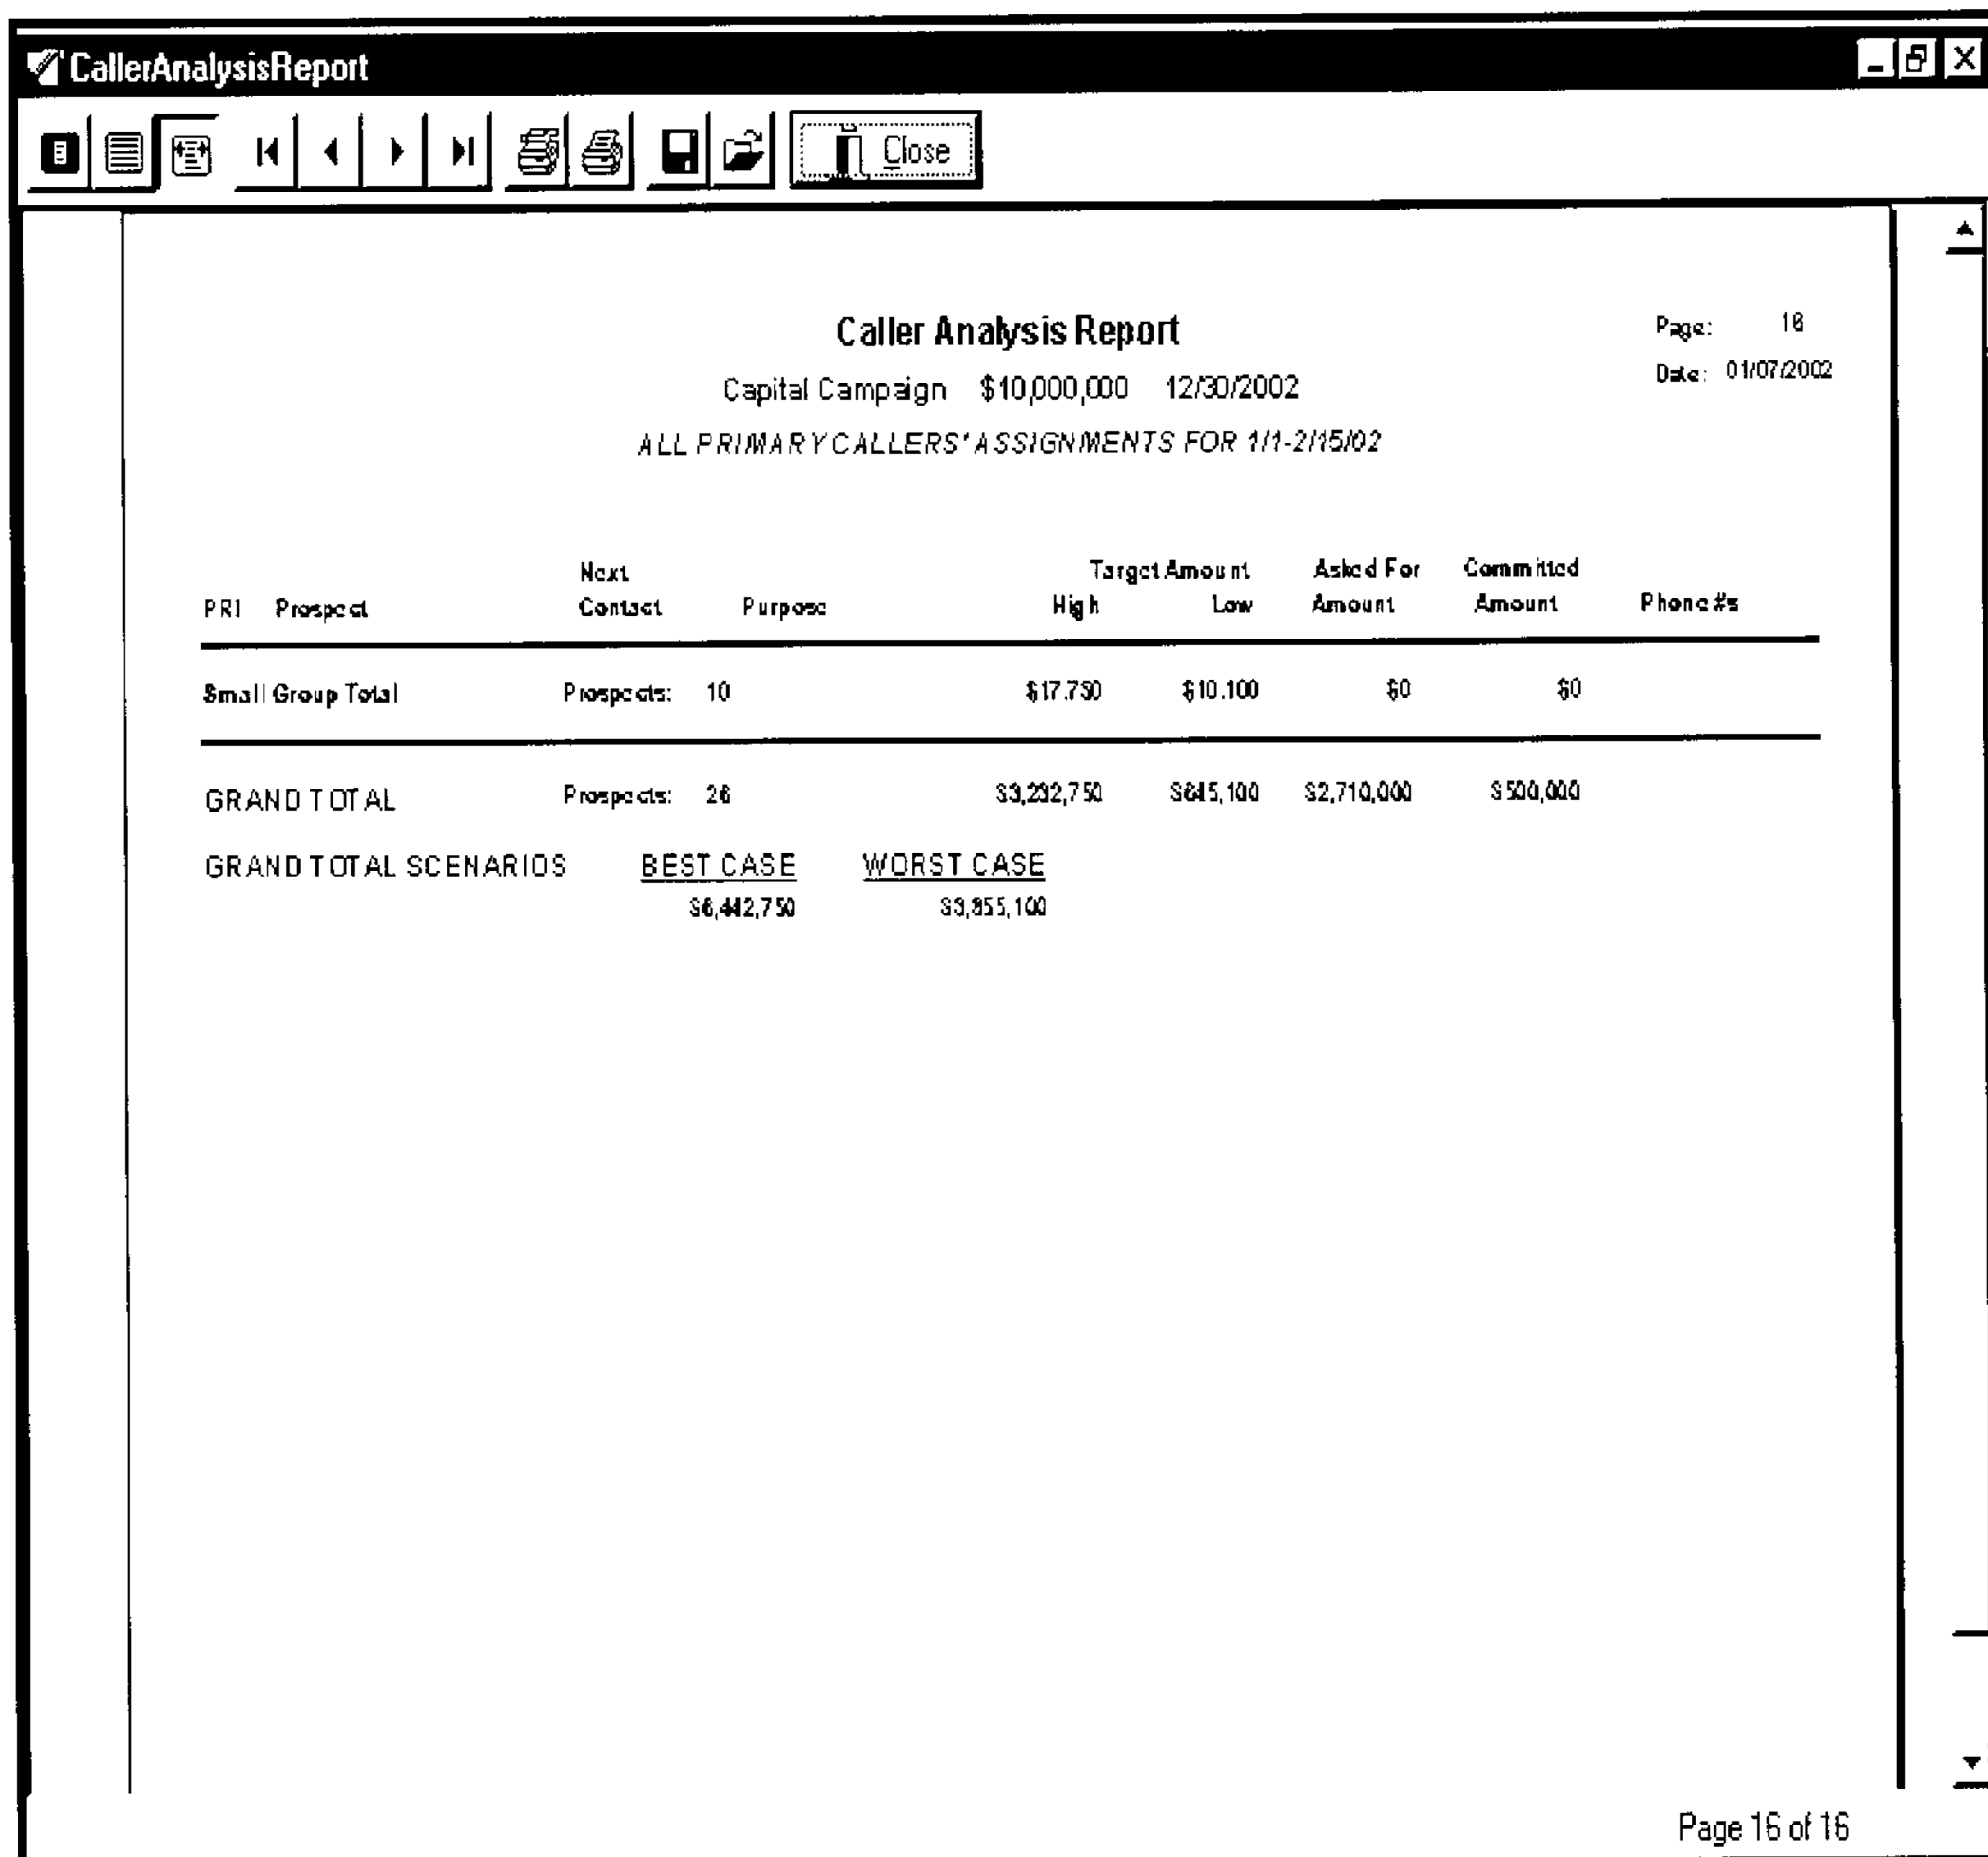 CallerAnalysisReport
Close
Caller Analysis Report
Page: 16
Capital Campaign $10,000,000 12/30/2002
Date: 01/07/2002
ALL PRIMARY CALLERS' ASSIGNMENTS FOR 1/1-2/15/02
Next Target Amount Asked For Committed
PRI Prospect Contact Purpose High Low Amount Amount Phone #s
Small Group Total Prospects: 10 $17,750 $10,100 $0 $0
GRAND TOTAL Prospects: 26 $3,232,750 $645,100 $2,710,000 $500,000
GRAND TOTAL SCENARIOS BEST CASE WORST CASE
$6,442,750 $3,855,100
Page 16 of 16